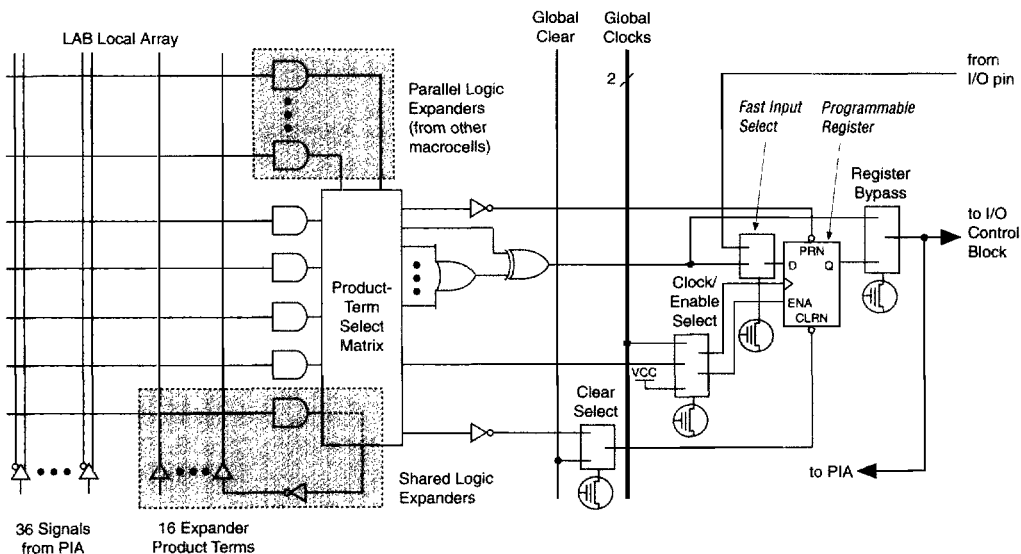 LAB Local Array
Global
Clear
Global
Clocks
2
from
I/O pin
Parallel Logic
Expanders
(from other
macrocells)
Fast Input
Select
Programmable
Register
Register
Bypass
to I/O
Control
Block
PRN
D
Q
ENA
CLRN
Product-
Term
Select
Matrix
Clock/
Enable
Select
VCC
Clear
Select
to PIA
Shared Logic
Expanders
36 Signals
from PIA
16 Expander
Product Terms